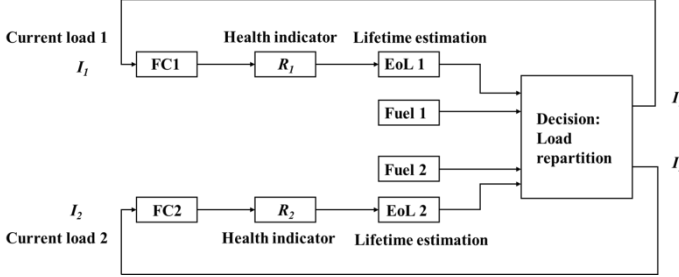 Current load 1
Health indicator
Lifetime estimation
I1
FC1
R1
EoL 1
Fuel 1
Decision:
Load
repartition
I
Fuel 2
I
I2
FC2
R2
EoL 2
Current load 2
Health indicator
Lifetime estimation